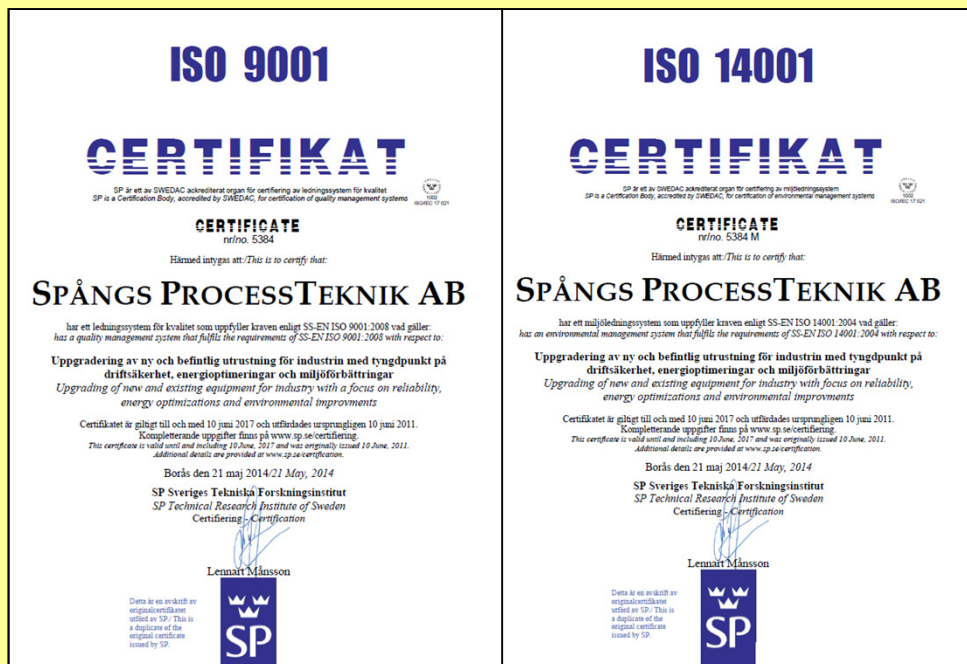 ISO 9001
CERTIFIKAT
SP är ett av SWEDAC ackrediterat organ för certifiering av ledningssystem för kvalitet
SP is a Certification Body, accredited by SWEDAC, for certification of quality management systems
1002
ISO/IEC 17 021
CERTIFICATE
nr/no. 5384
Härmed intygas att:/This is to certify that:
SPÅNGS PROCESSTEKNIK AB
har ett ledningssystem för kvalitet som uppfyller kraven enligt SS-EN ISO 9001:2008 vad gäller:
has a quality management system that fulfils the requirements of SS-EN ISO 9001:2008 with respect to:
Uppgradering av ny och befintlig utrustning för industrin med tyngdpunkt på
driftsäkerhet, energioptimeringar och miljöförbättringar
Upgrading of new and existing equipment for industry with a focus on reliability,
energy optimizations and environmental improvments
Certifikatet är giltigt till och med 10 juni 2017 och utfärdades ursprungligen 10 juni 2011.
Kompletterande uppgifter finns på www.sp.se/certifiering.
This certificate is valid until and including 10 June, 2017 and was originally issued 10 June, 2011.
Additional details are provided at www.sp.se/certification.
Borås den 21 maj 2014/21 May, 2014
SP Sveriges Tekniska Forskningsinstitut
SP Technical Research Institute of Sweden
Certifiering - Certification
Lennart Månsson
Detta är en avskrift av
originalcertifikatet
utförd av SP./ This is
a duplicate of the
original certificate
issued by SP.
SP
ISO 14001
CERTIFIKAT
SP är ett av SWEDAC ackrediterat organ för certifiering av miljöledningssystem
SP is a Certification Body, accredited by SWEDAC, for certification of environmental management systems
1002
ISO/IEC 17 021
CERTIFICATE
nr/no. 5384 M
Härmed intygas att:/This is to certify that:
SPÅNGS PROCESSTEKNIK AB
har ett miljöledningssystem som uppfyller kraven enligt SS-EN ISO 14001:2004 vad gäller:
has an environmental management system that fulfils the requirements of SS-EN ISO 14001:2004 with respect to:
Uppgradering av ny och befintlig utrustning för industrin med tyngdpunkt på
driftsäkerhet, energioptimeringar och miljöförbättringar
Upgrading of new and existing equipment for industry with focus on reliability,
energy optimizations and environmental improvments
Certifikatet är giltigt till och med 10 juni 2017 och utfärdades ursprungligen 10 juni 2011.
Kompletterande uppgifter finns på www.sp.se/certifiering.
This certificate is valid until and including 10 June, 2017 and was originally issued 10 June, 2011.
Additional details are provided at www.sp.se/certification.
Borås den 21 maj 2014/21 May, 2014
SP Sveriges Tekniska Forskningsinstitut
SP Technical Research Institute of Sweden
Certifiering - Certification
Lennart Månsson
Detta är en avskrift av
originalcertifikatet
utförd av SP./ This is
a duplicate of the
original certificate
issued by SP.
SP